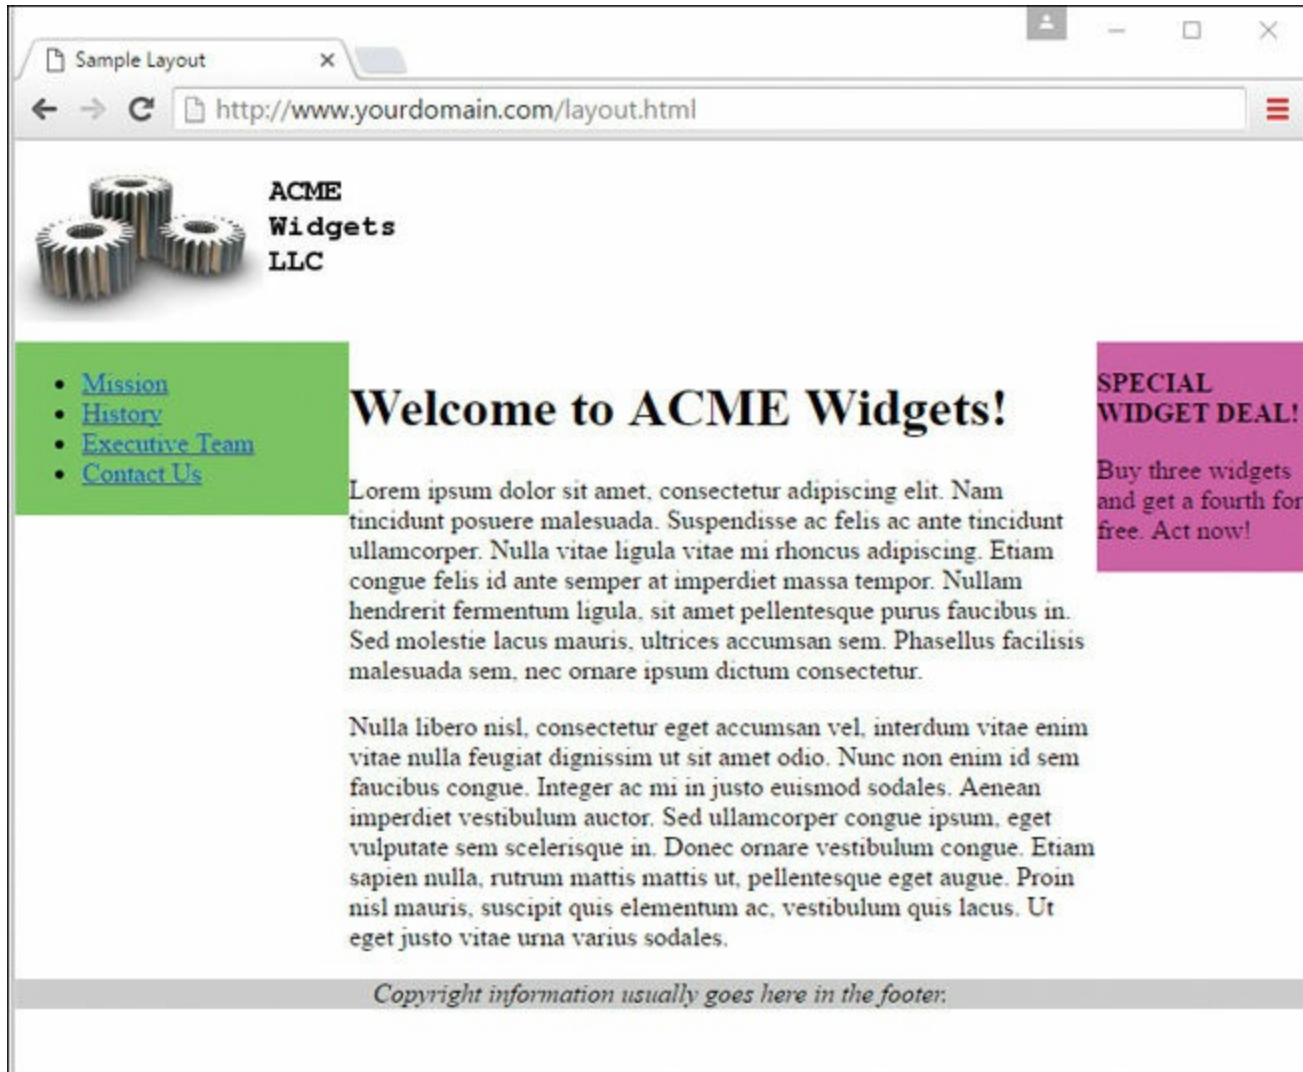 Sample Layout
http://www.yourdomain.com/layout.html
ACME
Widgets
LLC
Mission
History
Executive Team
Contact Us
Welcome to ACME Widgets!
Lorem ipsum dolor sit amet, consectetur adipiscing elit. Nam
tincidunt posuere malesuada. Suspendisse ac felis ac ante tincidunt
ullamcorper. Nulla vitae ligula vitae mi rhoncus adipiscing. Etiam
congue felis id ante semper at imperdiet massa tempor. Nullam
hendrerit fermentum ligula, sit amet pellentesque purus faucibus in.
Sed molestie lacus mauris, ultrices accumsan sem. Phasellus facilisis
malesuada sem, nec ornare ipsum dictum consectetur.
Nulla libero nisl, consectetur eget accumsan vel, interdum vitae enim
vitae nulla feugiat dignissim ut sit amet odio. Nunc non enim id sem
faucibus congue. Integer ac mi in justo euismod sodales. Aenean
imperdiet vestibulum auctor. Sed ullamcorper congue ipsum, eget
vulputate sem scelerisque in. Donec ornare vestibulum congue. Etiam
sapien nulla, rutrum mattis mattis ut, pellentesque eget augue. Proin
nisl mauris, suscipit quis elementum ac, vestibulum quis lacus. Ut
eget justo vitae urna varius sodales.
SPECIAL
WIDGET DEAL!
Buy three widgets
and get a fourth for
free. Act now!
Copyright information usually goes here in the footer.